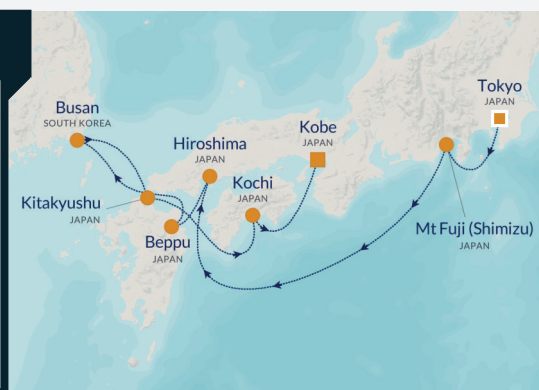 Tokyo
JAPAN
Busan
SOUTH KOREA
Kobe
JAPAN
Hiroshima
JAPAN
Kochi
JAPAN
Kitakyushu
JAPAN
Mt Fuji (Shimizu)
JAPAN
Beppu
JAPAN